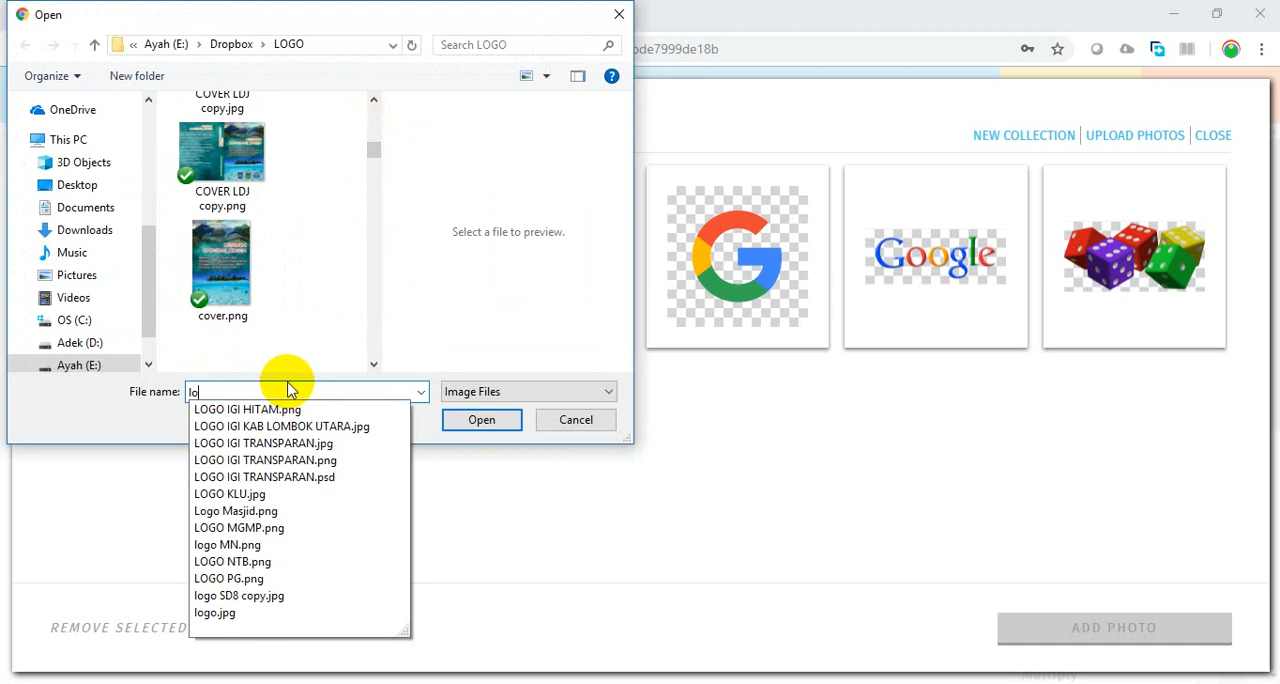 Open
« Ayah (E:) > Dropbox > LOGO
Search LOGO
Organize
New folder
OneDrive
This PC
3D Objects
Desktop
Documents
Downloads
Music
Pictures
Videos
OS (C:)
Adek (D:)
Ayah (E:)
COVER LDJ
copy.jpg
COVER LDJ
copy.png
cover.png
Select a file to preview.
File name: lo
Image Files
Open
Cancel
LOGO IGI HITAM.png
LOGO IGI KAB LOMBOK UTARA.jpg
LOGO IGI TRANSPARAN.jpg
LOGO IGI TRANSPARAN.png
LOGO IGI TRANSPARAN.psd
LOGO KLU.jpg
Logo Masjid.png
LOGO MGMP.png
logo MN.png
LOGO NTB.png
LOGO PG.png
logo SD8 copy.jpg
logo.jpg
ode7999de18b
NEW COLLECTION | UPLOAD PHOTOS | CLOSE
G
Google
REMOVE SELECTED
ADD PHOTO
Multiply